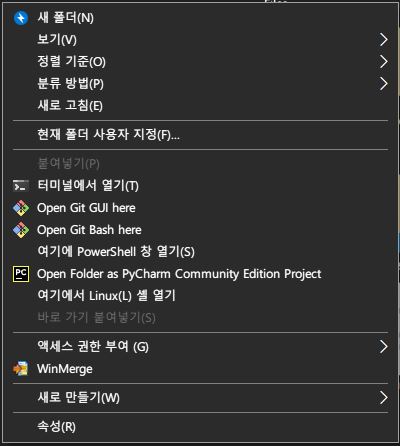 새 폴더(N)
보기(V)
정렬 기준(O)
분류 방법(P)
새로 고침(E)
현재 폴더 사용자 지정(F)...
붙여넣기(P)
터미널에서 열기(T)
Open Git GUI here
Open Git Bash here
여기에 PowerShell 창 열기(S)
PC
Open Folder as PyCharm Community Edition Project
여기에서 Linux(L) 셸 열기
바로 가기 붙여넣기(S)
액세스 권한 부여 (G)
WinMerge
새로 만들기(W)
속성(R)